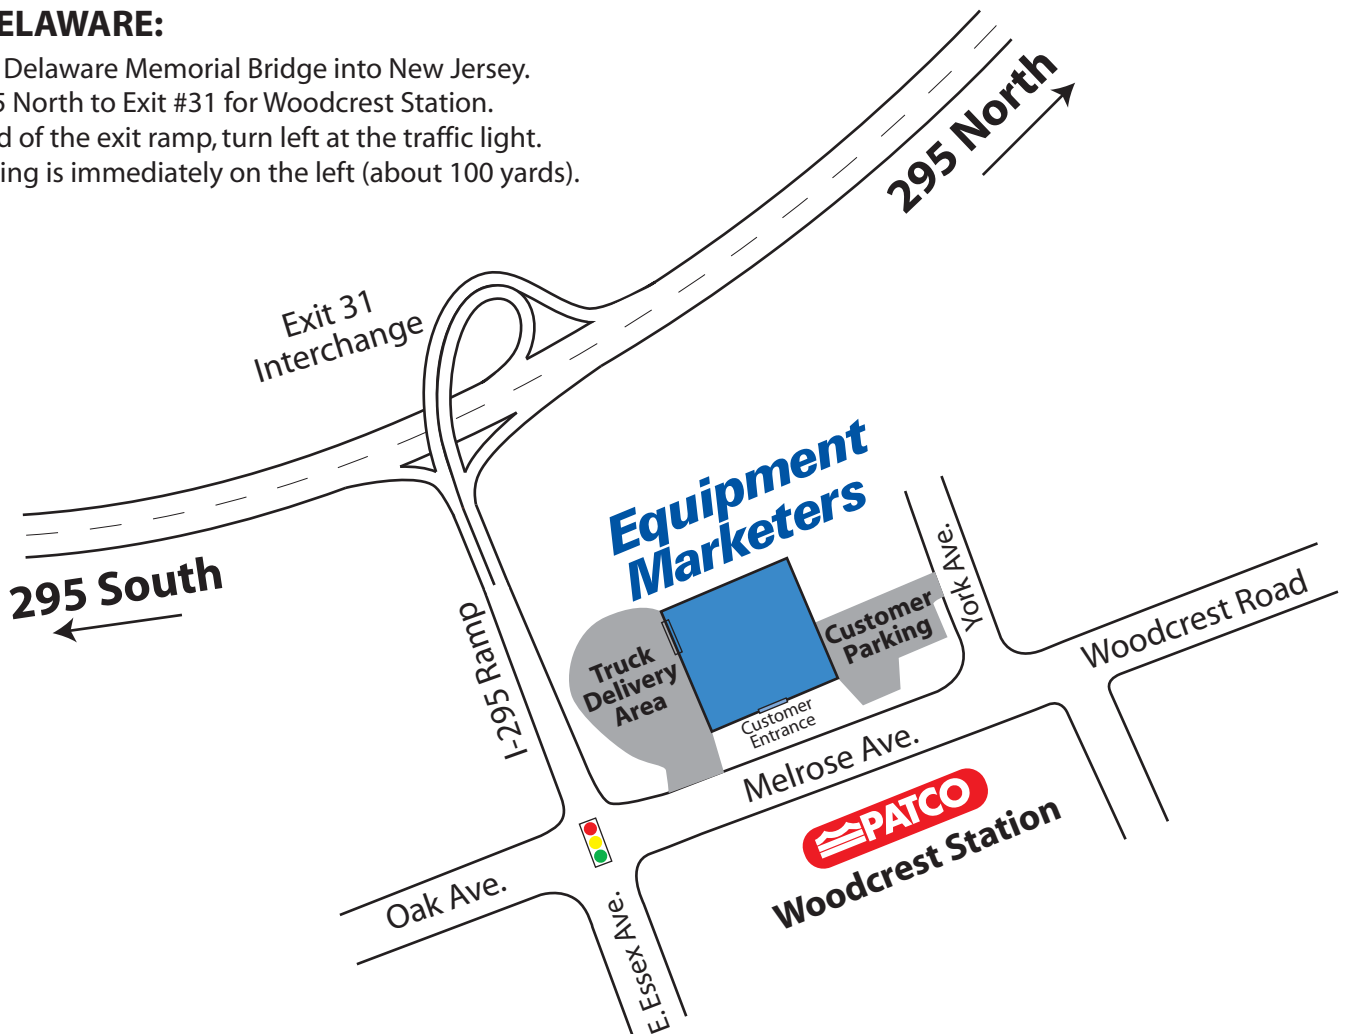 ELAWARE:
Delaware Memorial Bridge into New Jersey.
5 North to Exit #31 for Woodcrest Station.
d of the exit ramp, turn left at the traffic light.
ing is immediately on the left (about 100 yards).
295 North
Exit 31
Interchange
295 South
Equipment
Marketers
York Ave.
Woodcrest Road
Customer
Parking
Truck
Delivery
Area
I-295 Ramp
Customer
Entrance
Melrose Ave.
PATCO
Woodcrest Station
Oak Ave.
E. Essex Ave.